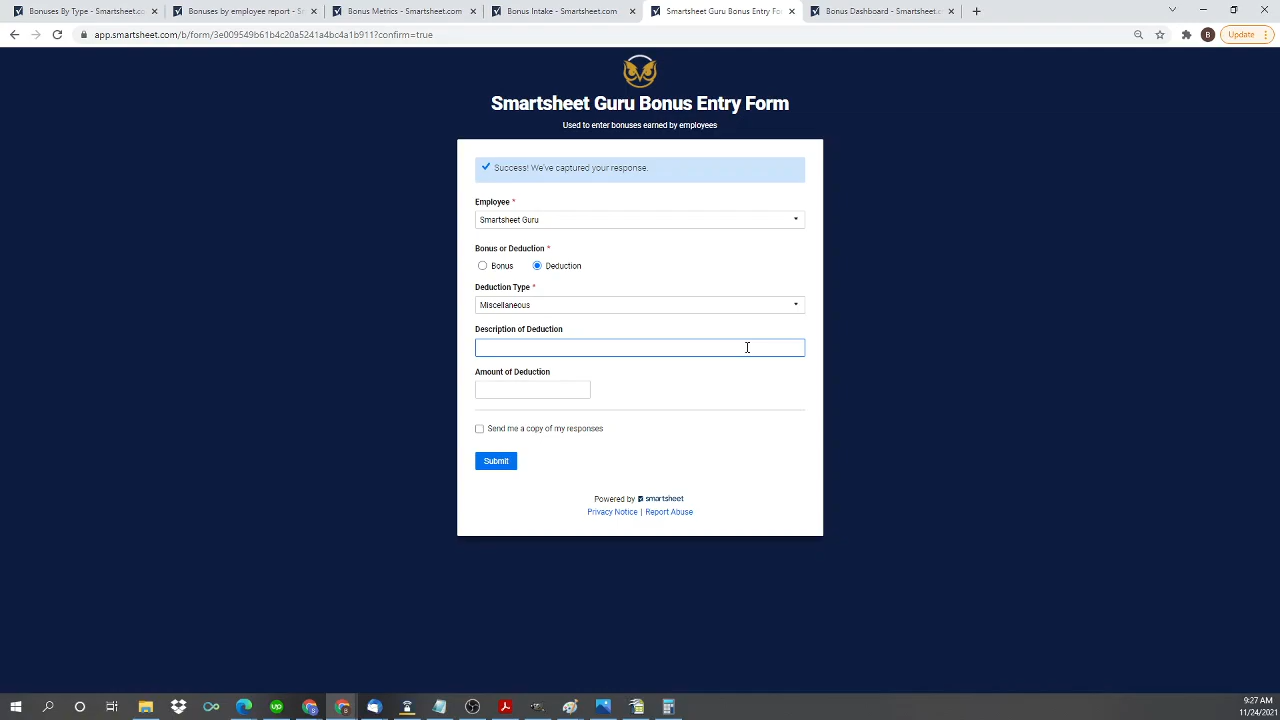 Bonuses By Type - Smartsheet.co
Bonuses by employee report - Sm
Bonus Metrics - Smartsheet.com
Bonus Intake - Smartsheet.com
Smartsheet Guru Bonus Entry For
Bonus Dashboard - Smartsheet.c
app.smartsheet.com/b/form/3e009549b61b4c20a5241a4bc4a1b911?confirm=true
B
Update
Smartsheet Guru Bonus Entry Form
Used to enter bonuses earned by employees
Success! We've captured your response.
Employee *
Smartsheet Guru
Bonus or Deduction *
Bonus Deduction
Deduction Type *
Miscellaneous
Description of Deduction
Amount of Deduction
Send me a copy of my responses
Submit
Powered by smartsheet
Privacy Notice | Report Abuse
9:27 AM
11/24/2021